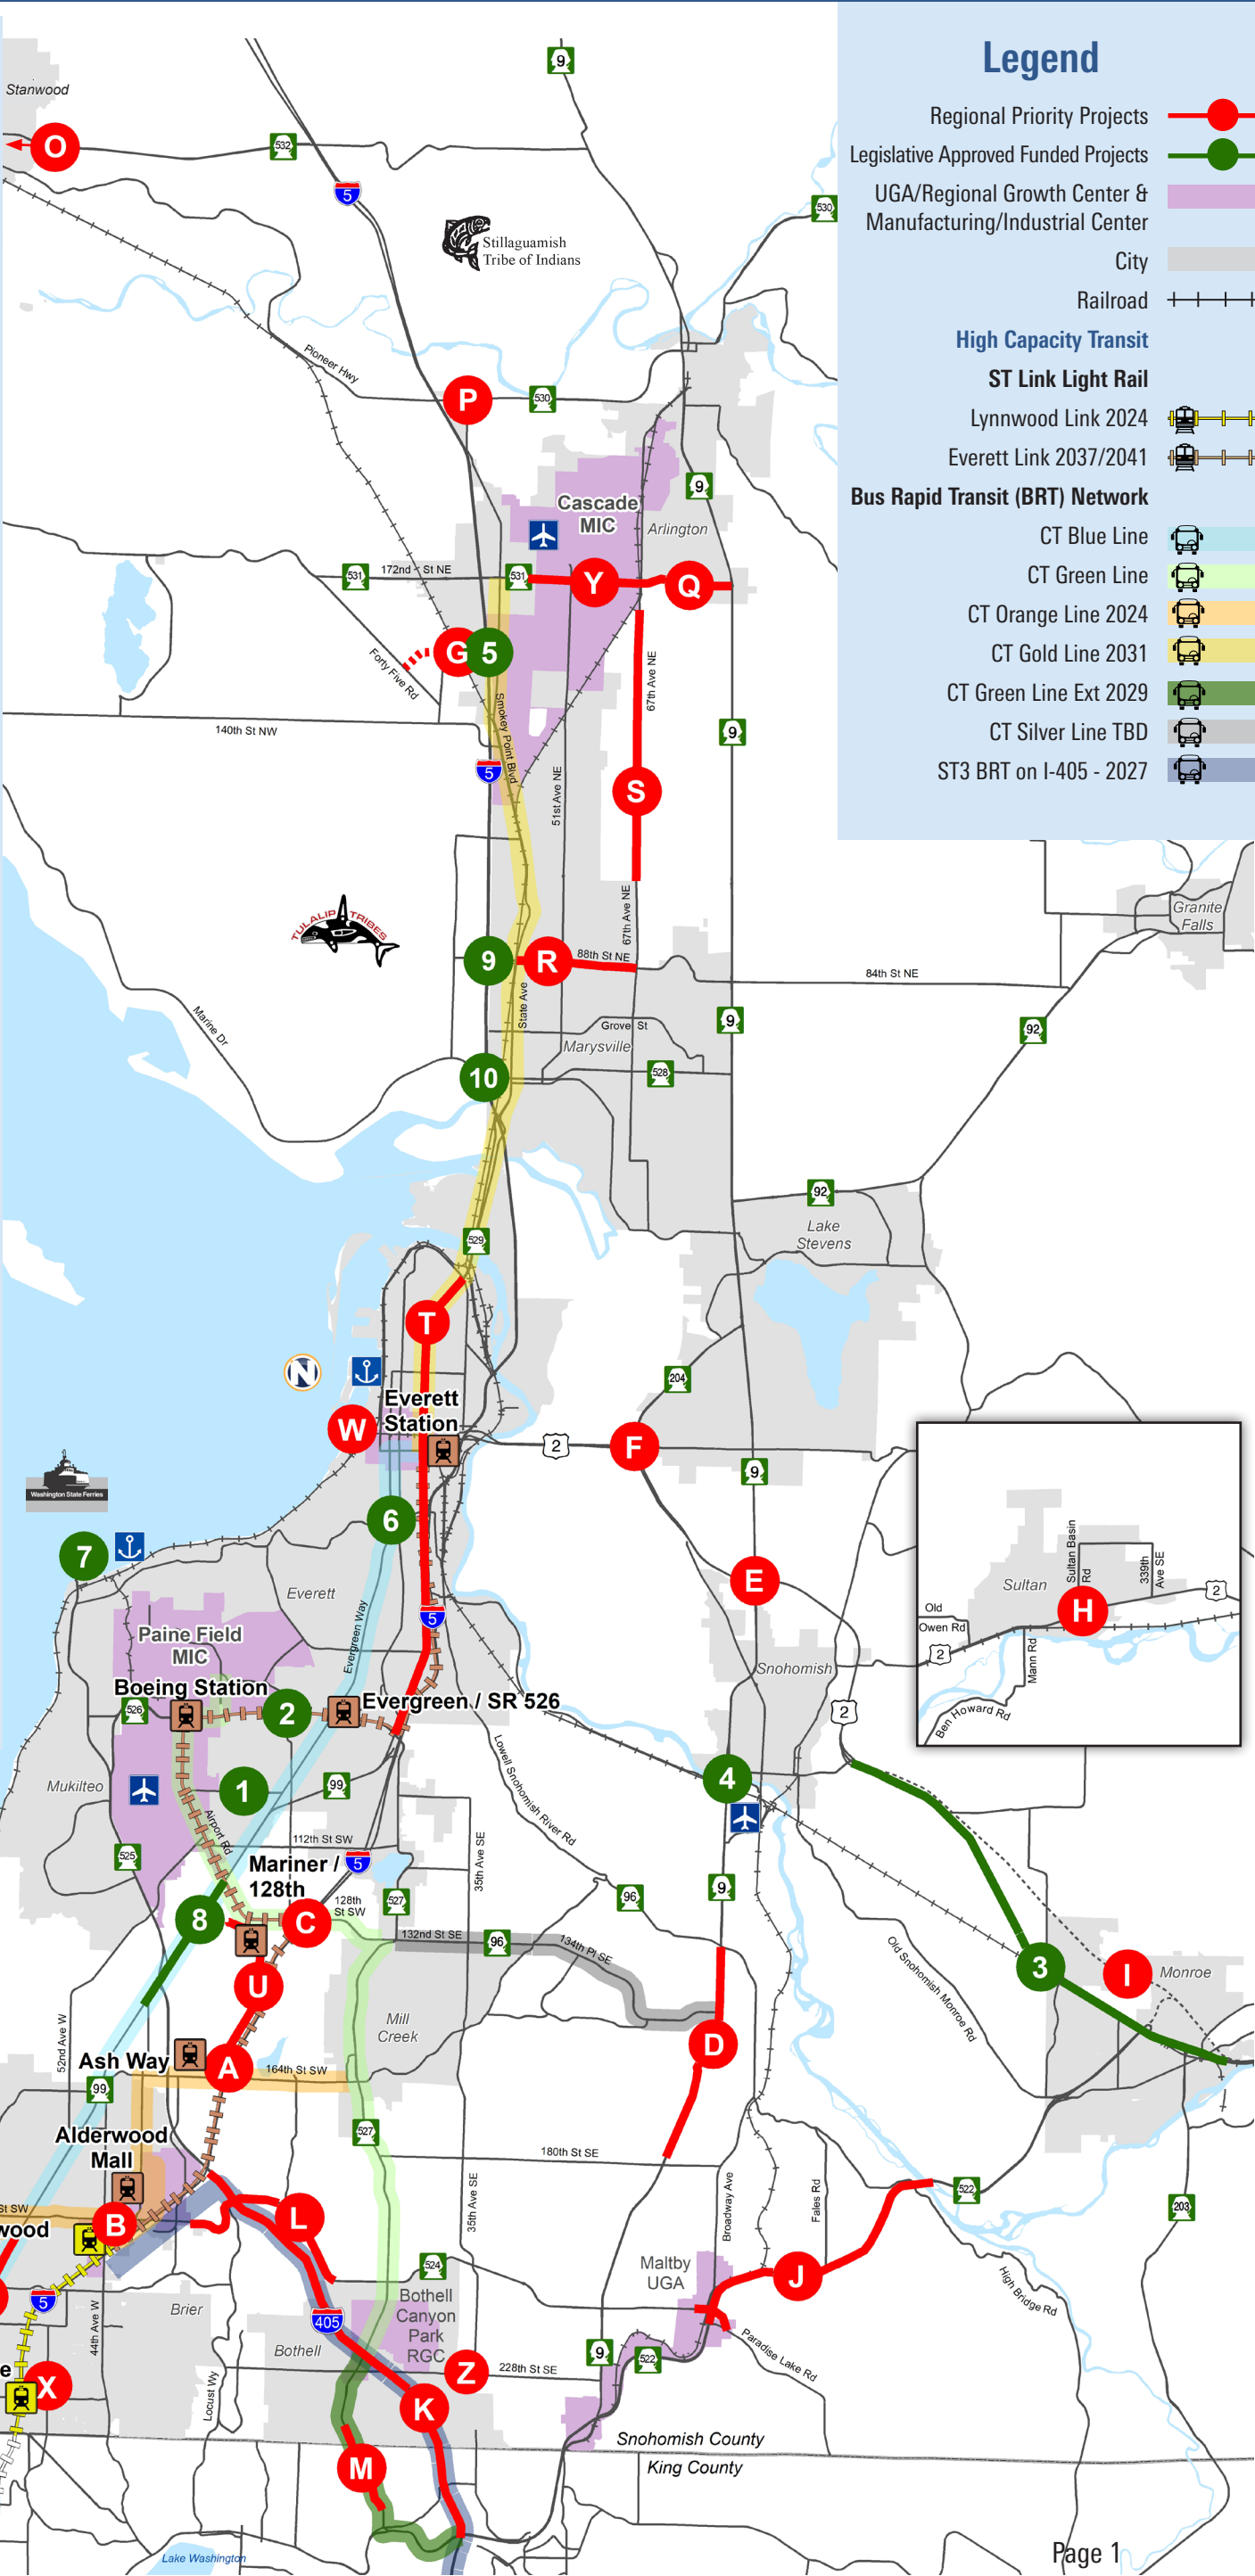 Legend
Regional Priority Projects
Legislative Approved Funded Projects
UGA/Regional Growth Center &
Manufacturing/Industrial Center
City
Railroad
High Capacity Transit
ST Link Light Rail
Lynnwood Link 2024
Everett Link 2037/2041
Bus Rapid Transit (BRT) Network
CT Blue Line
CT Green Line
CT Orange Line 2024
CT Gold Line 2031
CT Green Line Ext 2029
CT Silver Line TBD
ST3 BRT on I-405 - 2027
9
Stanwood
O
532
5
530
Stillaguamish
Tribe of Indians
Pioneer Hwy
P
530
Cascade
MIC
9
Arlington
531
172nd St NE
531
Y
Q
G
5
Forty Five Rd
67th Ave NE
Smokey Point Blvd
140th St NW
9
5
51st Ave NE
S
TULALIP TRIBES
67th Ave NE
Granite
Falls
9
R
88th St NE
84th St NE
State Ave
Marine Dr
Grove St
9
92
Marysville
528
10
92
Lake
Stevens
529
T
N
204
Everett
Station
W
2
F
9
Washington State Ferries
6
7
E
Everett
5
Evergreen Way
Paine Field
MIC
Snohomish
Boeing Station
526
2
Evergreen / SR 526
2
Sultan Basin
Rd
339th
Ave SE
Sultan
2
Old
Owen Rd
H
2
Mann Rd
Ben Howard Rd
Lowell Snohomish River Rd
Mukilteo
1
99
4
Airport Rd
112th St SW
525
Mariner /
128th
5
35th Ave SE
128th
St SW
527
96
9
8
C
132nd St SE
96
134th Pl SE
Old Snohomish Monroe Rd
3
I
Monroe
U
52nd Ave W
Mill
Creek
D
Ash Way
A
164th St SW
99
527
Alderwood
Mall
180th St SE
35th Ave SE
Broadway Ave
Fales Rd
522
203
St SW
wood
B
L
524
Maltby
UGA
J
High Bridge Rd
5
Brier
44th Ave W
405
Bothell
Canyon
Park
RGC
Bothell
9
522
Paradise Lake Rd
e
X
Locust Wy
Z
228th St SE
K
Snohomish County
King County
M
Lake Washington
Page 1